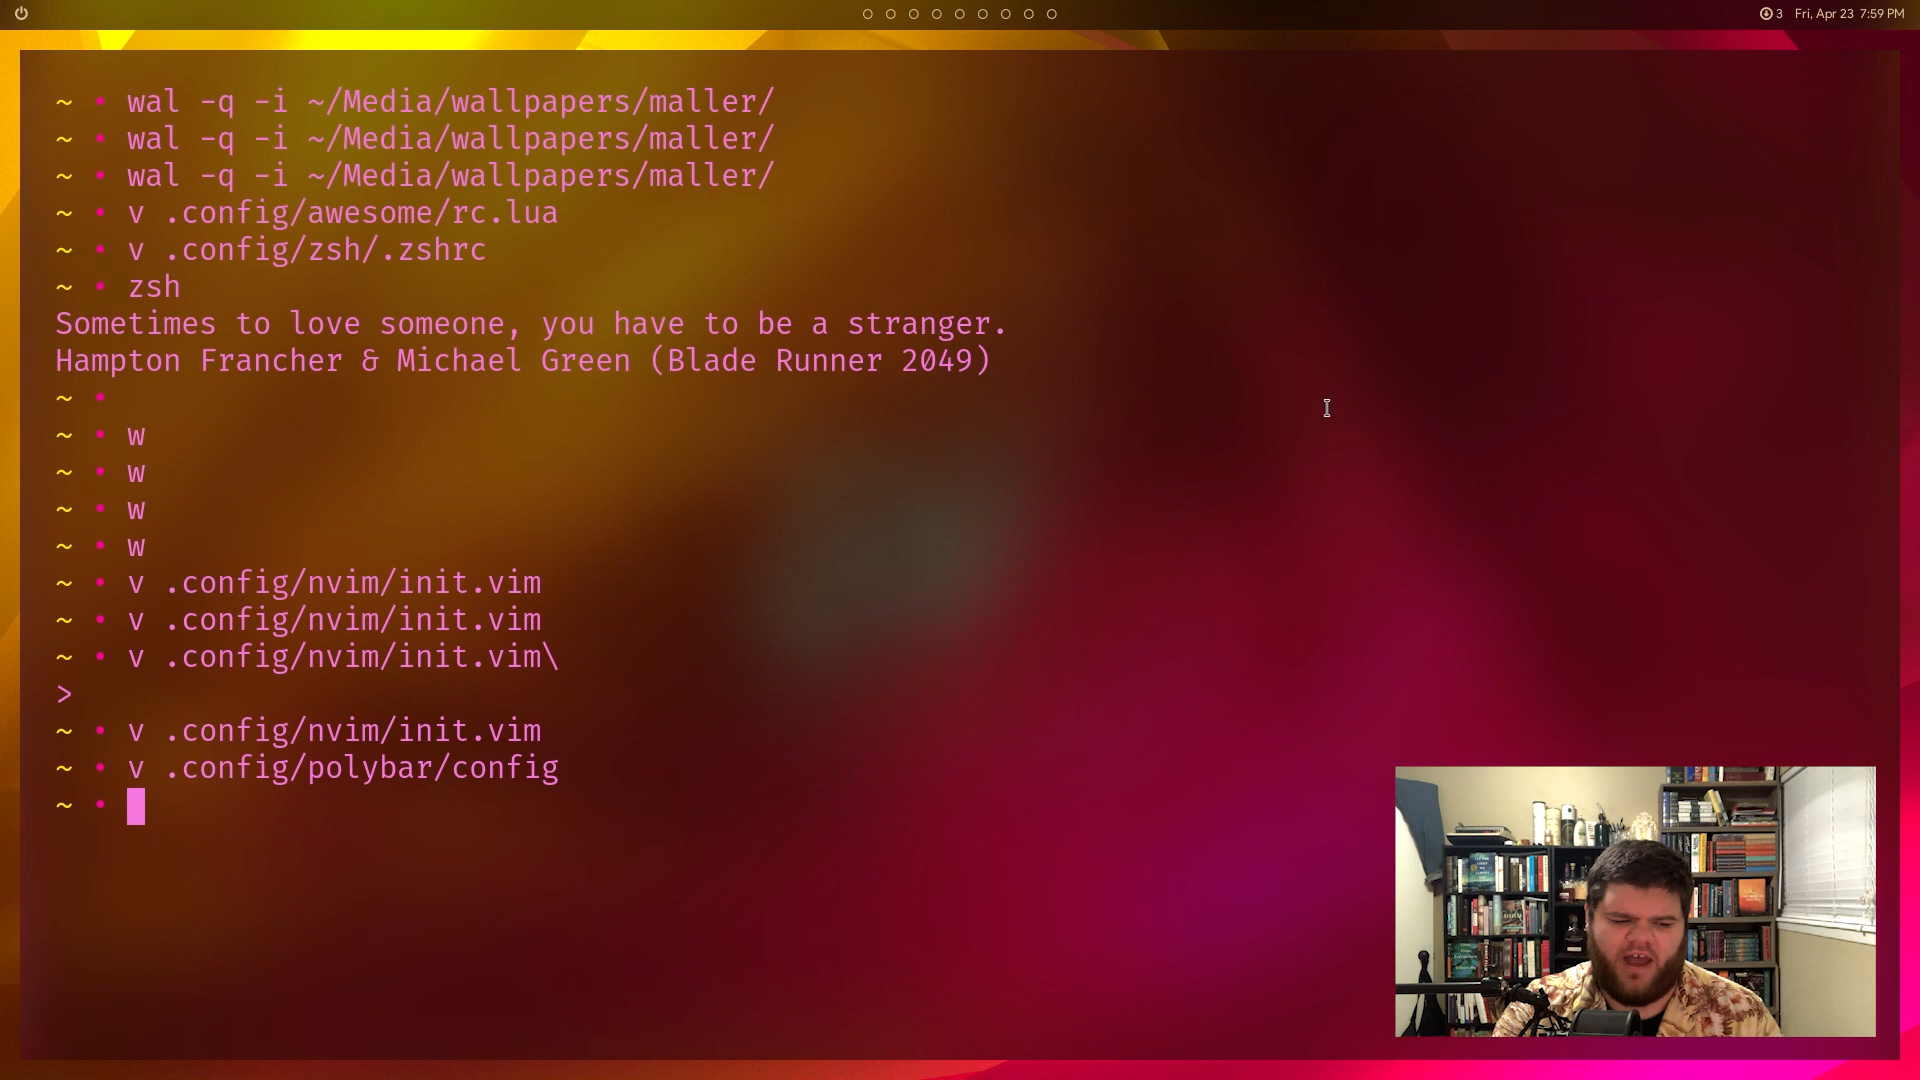 3 Fri, Apr 23 7:59 PM
~ • wal -q -i ~/Media/wallpapers/maller/
~ • wal -q -i ~/Media/wallpapers/maller/
~ • wal -q -i ~/Media/wallpapers/maller/
~ • v .config/awesome/rc.lua
~ • v .config/zsh/.zshrc
~ • zsh
Sometimes to love someone, you have to be a stranger.
Hampton Francher & Michael Green (Blade Runner 2049)
~ •
~ • w
~ • w
~ • w
~ • w
~ • v .config/nvim/init.vim
~ • v .config/nvim/init.vim
~ • v .config/nvim/init.vim\
>
~ • v .config/nvim/init.vim
~ • v .config/polybar/config
~ •